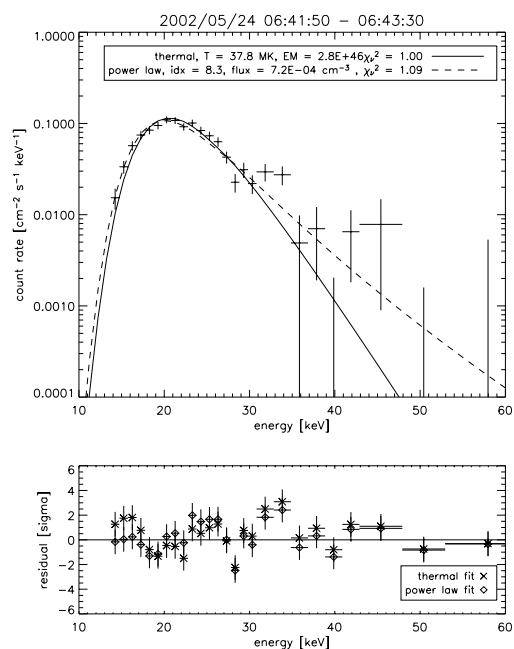 2002/05/24 06:41:50 – 06:43:30
thermal, T = 37.8 MK, EM = 2.8E+46χᵥ² = 1.00
power law, idx = 8.3, flux = 7.2E−04 cm⁻³ , χᵥ² = 1.09
1.0000
0.1000
0.0100
0.0010
0.0001
count rate [cm⁻² s⁻¹ keV⁻¹]
10 20 30 40 50 60
energy [keV]
6
4
2
0
-2
-4
-6
residual [sigma]
thermal fit ×
power law fit ◇
10 20 30 40 50 60
energy [keV]